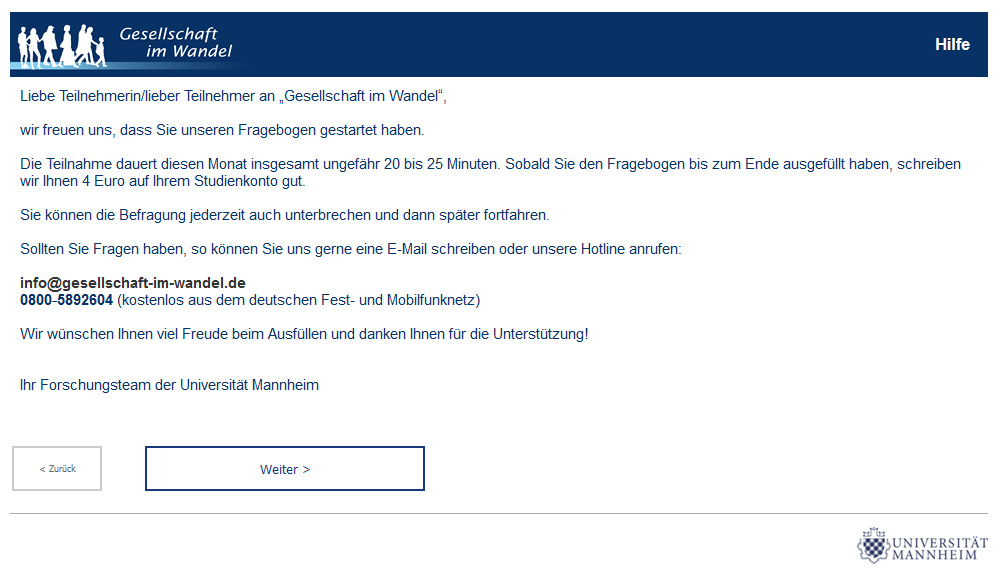 Gesellschaft
im Wandel
Hilfe
Liebe Teilnehmerin/lieber Teilnehmer an „Gesellschaft im Wandel“,
wir freuen uns, dass Sie unseren Fragebogen gestartet haben.
Die Teilnahme dauert diesen Monat insgesamt ungefähr 20 bis 25 Minuten. Sobald Sie den Fragebogen bis zum Ende ausgefüllt haben, schreiben
wir Ihnen 4 Euro auf Ihrem Studienkonto gut.
Sie können die Befragung jederzeit auch unterbrechen und dann später fortfahren.
Sollten Sie Fragen haben, so können Sie uns gerne eine E-Mail schreiben oder unsere Hotline anrufen:
info@gesellschaft-im-wandel.de
0800-5892604 (kostenlos aus dem deutschen Fest- und Mobilfunknetz)
Wir wünschen Ihnen viel Freude beim Ausfüllen und danken Ihnen für die Unterstützung!
Ihr Forschungsteam der Universität Mannheim
< Zurück
Weiter >
UNIVERSITÄT
MANNHEIM